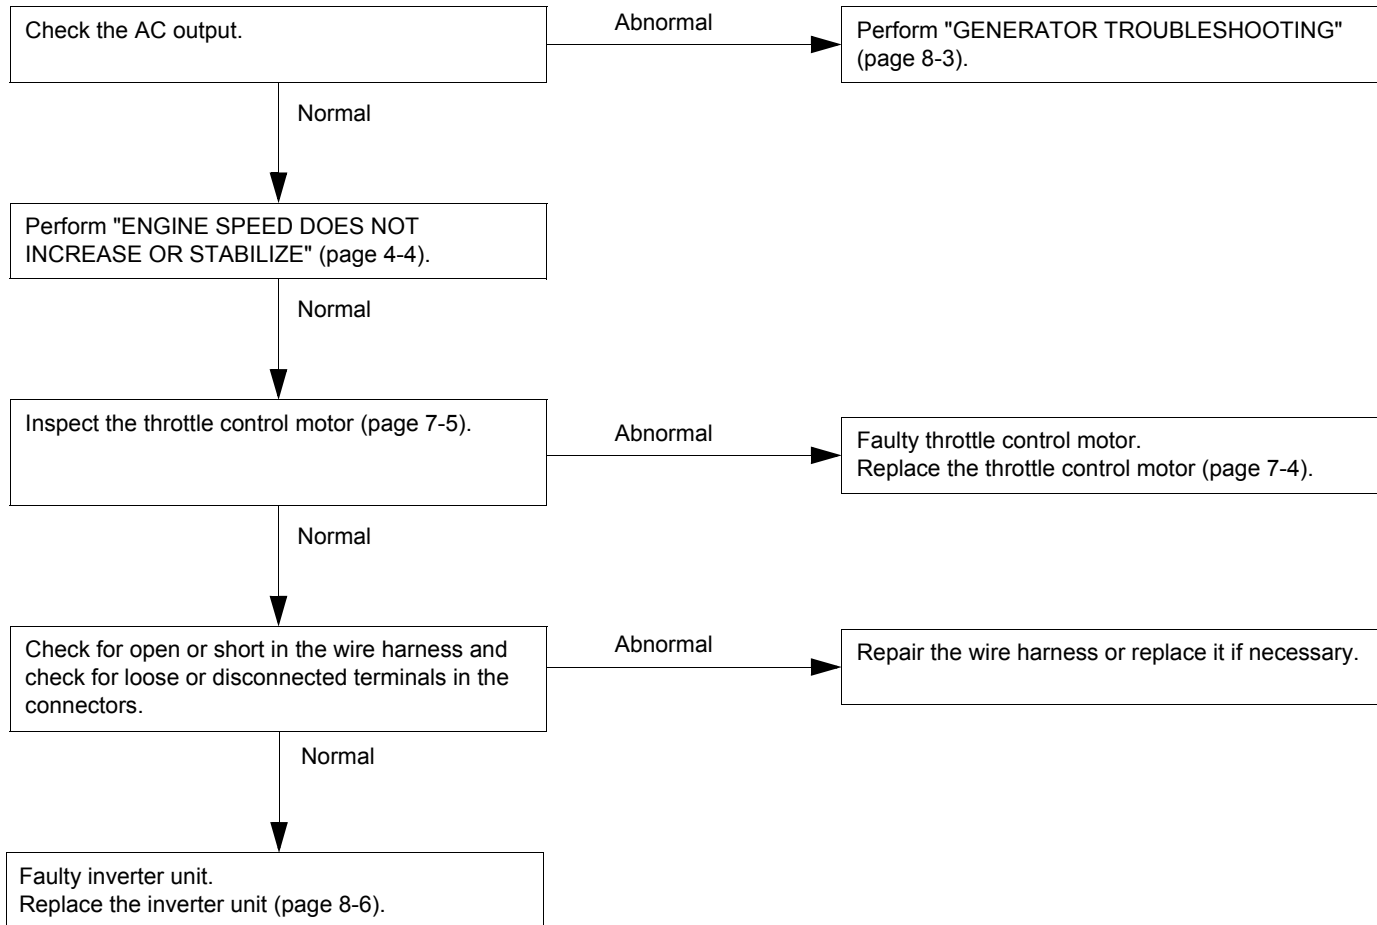 Check the AC output.
Abnormal
Perform "GENERATOR TROUBLESHOOTING"
(page 8-3).
Normal
Perform "ENGINE SPEED DOES NOT
INCREASE OR STABILIZE" (page 4-4).
Normal
Inspect the throttle control motor (page 7-5).
Abnormal
Faulty throttle control motor.
Replace the throttle control motor (page 7-4).
Normal
Check for open or short in the wire harness and
check for loose or disconnected terminals in the
connectors.
Abnormal
Repair the wire harness or replace it if necessary.
Normal
Faulty inverter unit.
Replace the inverter unit (page 8-6).